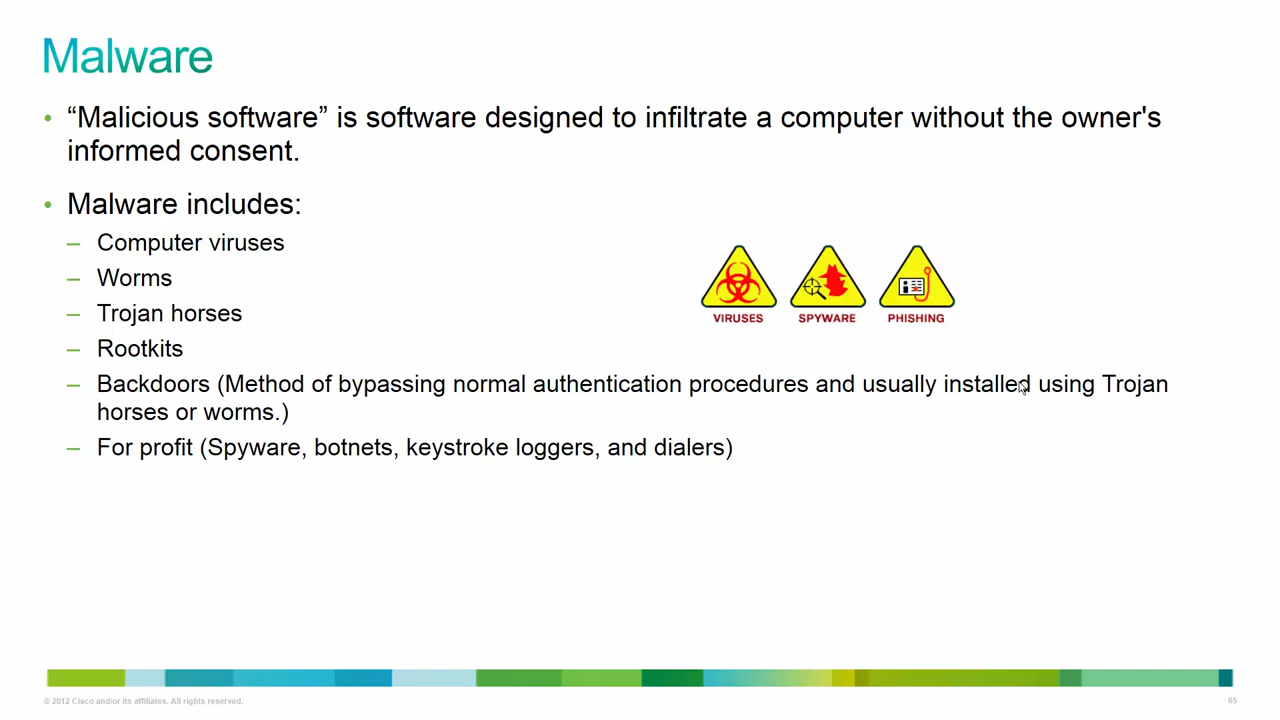 Malware
• “Malicious software” is software designed to infiltrate a computer without the owner's
informed consent.
• Malware includes:
– Computer viruses
– Worms
– Trojan horses
– Rootkits
– Backdoors (Method of bypassing normal authentication procedures and usually installed using Trojan
horses or worms.)
– For profit (Spyware, botnets, keystroke loggers, and dialers)
VIRUSES SPYWARE PHISHING
© 2012 Cisco and/or its affiliates. All rights reserved. 65